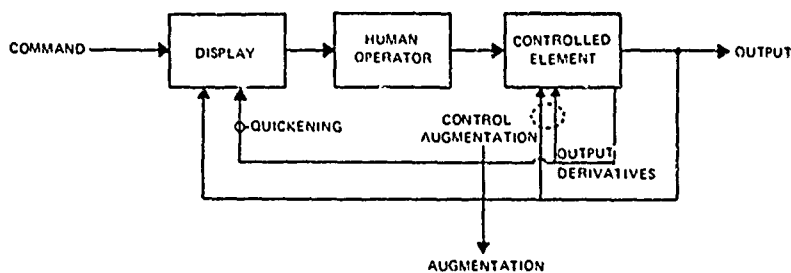 COMMAND
DISPLAY
HUMAN
OPERATOR
CONTROLLED
ELEMENT
OUTPUT
QUICKENING
CONTROL
AUGMENTATION
OUTPUT
DERIVATIVES
AUGMENTATION